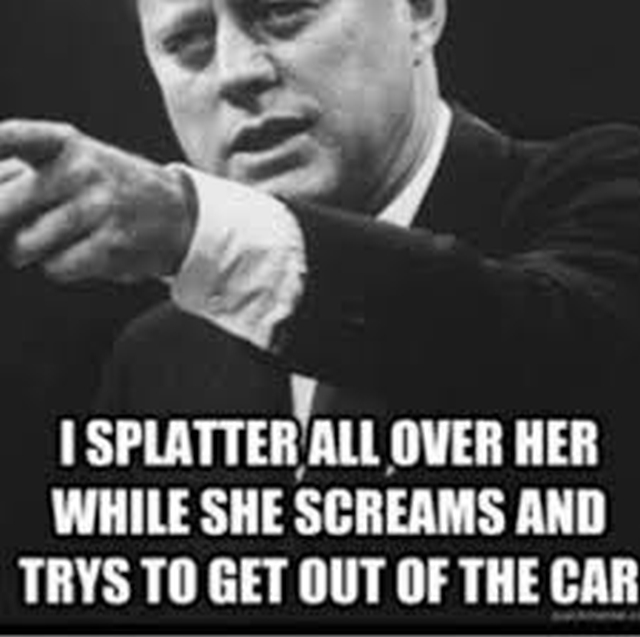 I SPLATTER ALL OVER HER
WHILE SHE SCREAMS AND
TRYS TO GET OUT OF THE CAR